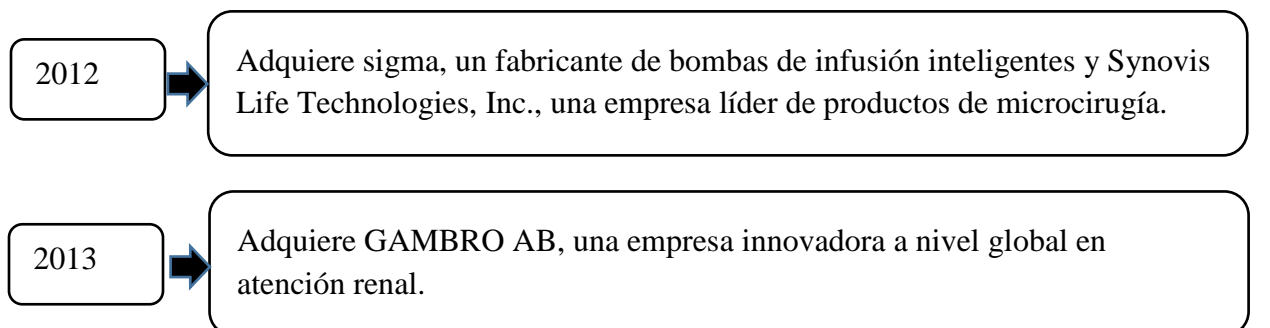 2012
Adquiere sigma, un fabricante de bombas de infusión inteligentes y Synovis
Life Technologies, Inc., una empresa líder de productos de microcirugía.
2013
Adquiere GAMBRO AB, una empresa innovadora a nivel global en
atención renal.